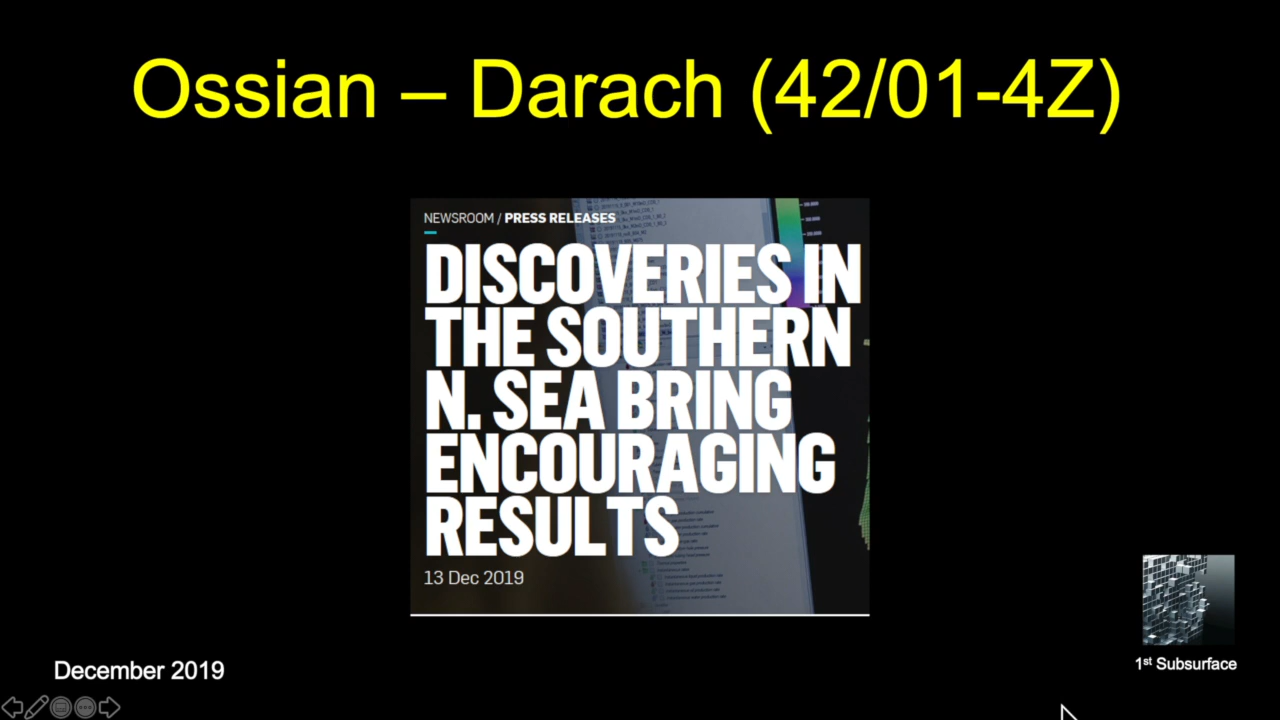 Ossian – Darach (42/01-4Z)
NEWSROOM / PRESS RELEASES
DISCOVERIES IN
THE SOUTHERN
N. SEA BRING
ENCOURAGING
RESULTS
13 Dec 2019
December 2019
1st Subsurface